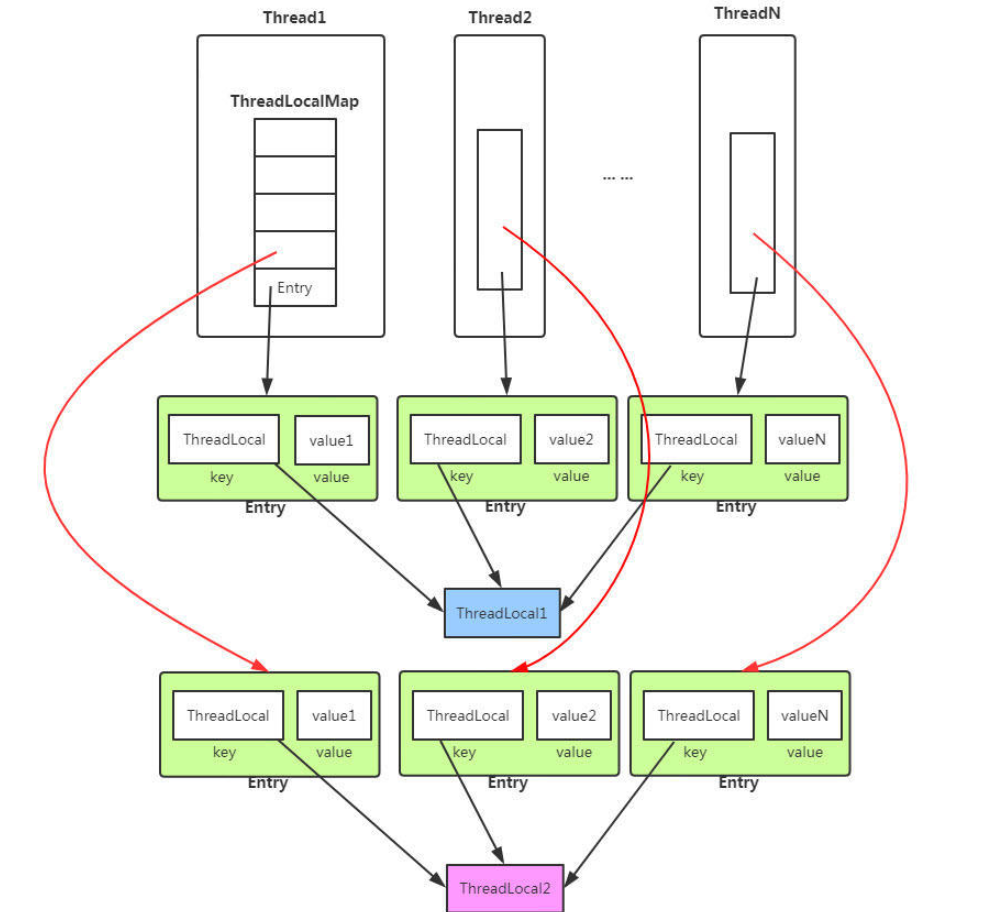 Thread1
Thread2
ThreadN
ThreadLocalMap
... ...
Entry
ThreadLocal
value1
key
value
Entry
ThreadLocal
value2
key
value
Entry
ThreadLocal
valueN
key
value
Entry
ThreadLocal1
ThreadLocal
value1
key
value
Entry
ThreadLocal
value2
key
value
Entry
ThreadLocal
valueN
key
value
Entry
ThreadLocal2